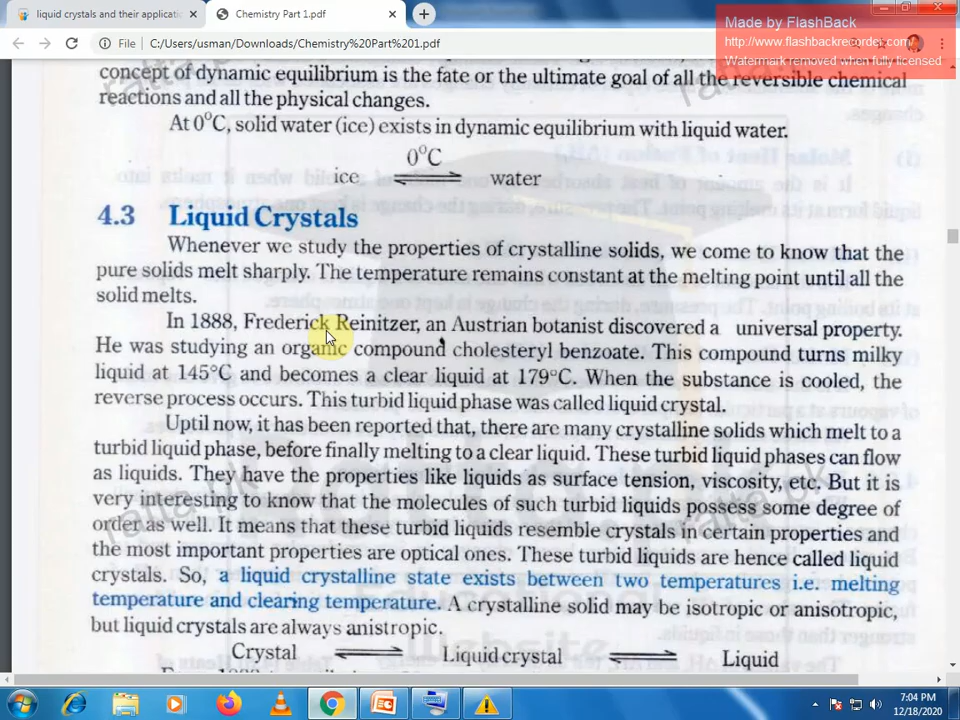 liquid crystals and their applicati
Chemistry Part 1.pdf
Made by FlashBack
http://www.flashbackrecorder.com/
Watermark removed when fully licensed
File
C:/Users/usman/Downloads/Chemistry%20Part%201.pdf
concept of dynamic equilibrium is the fate or the ultimate goal of all the reversible chemical
reactions and all the physical changes.
At 0°C, solid water (ice) exists in dynamic equilibrium with liquid water.
0°C
ice ⇌ water
4.3 Liquid Crystals
Whenever we study the properties of crystalline solids, we come to know that the
pure solids melt sharply. The temperature remains constant at the melting point until all the
solid melts.
In 1888, Frederick Reinitzer, an Austrian botanist discovered a universal property.
He was studying an organic compound cholesteryl benzoate. This compound turns milky
liquid at 145°C and becomes a clear liquid at 179°C. When the substance is cooled, the
reverse process occurs. This turbid liquid phase was called liquid crystal.
Uptil now, it has been reported that, there are many crystalline solids which melt to a
turbid liquid phase, before finally melting to a clear liquid. These turbid liquid phases can flow
as liquids. They have the properties like liquids as surface tension, viscosity, etc. But it is
very interesting to know that the molecules of such turbid liquids possess some degree of
order as well. It means that these turbid liquids resemble crystals in certain properties and
the most important properties are optical ones. These turbid liquids are hence called liquid
crystals. So, a liquid crystalline state exists between two temperatures i.e. melting
temperature and clearing temperature. A crystalline solid may be isotropic or anisotropic,
but liquid crystals are always anistropic.
Crystal ⇌ Liquid crystal ⇌ Liquid
7:04 PM
12/18/2020